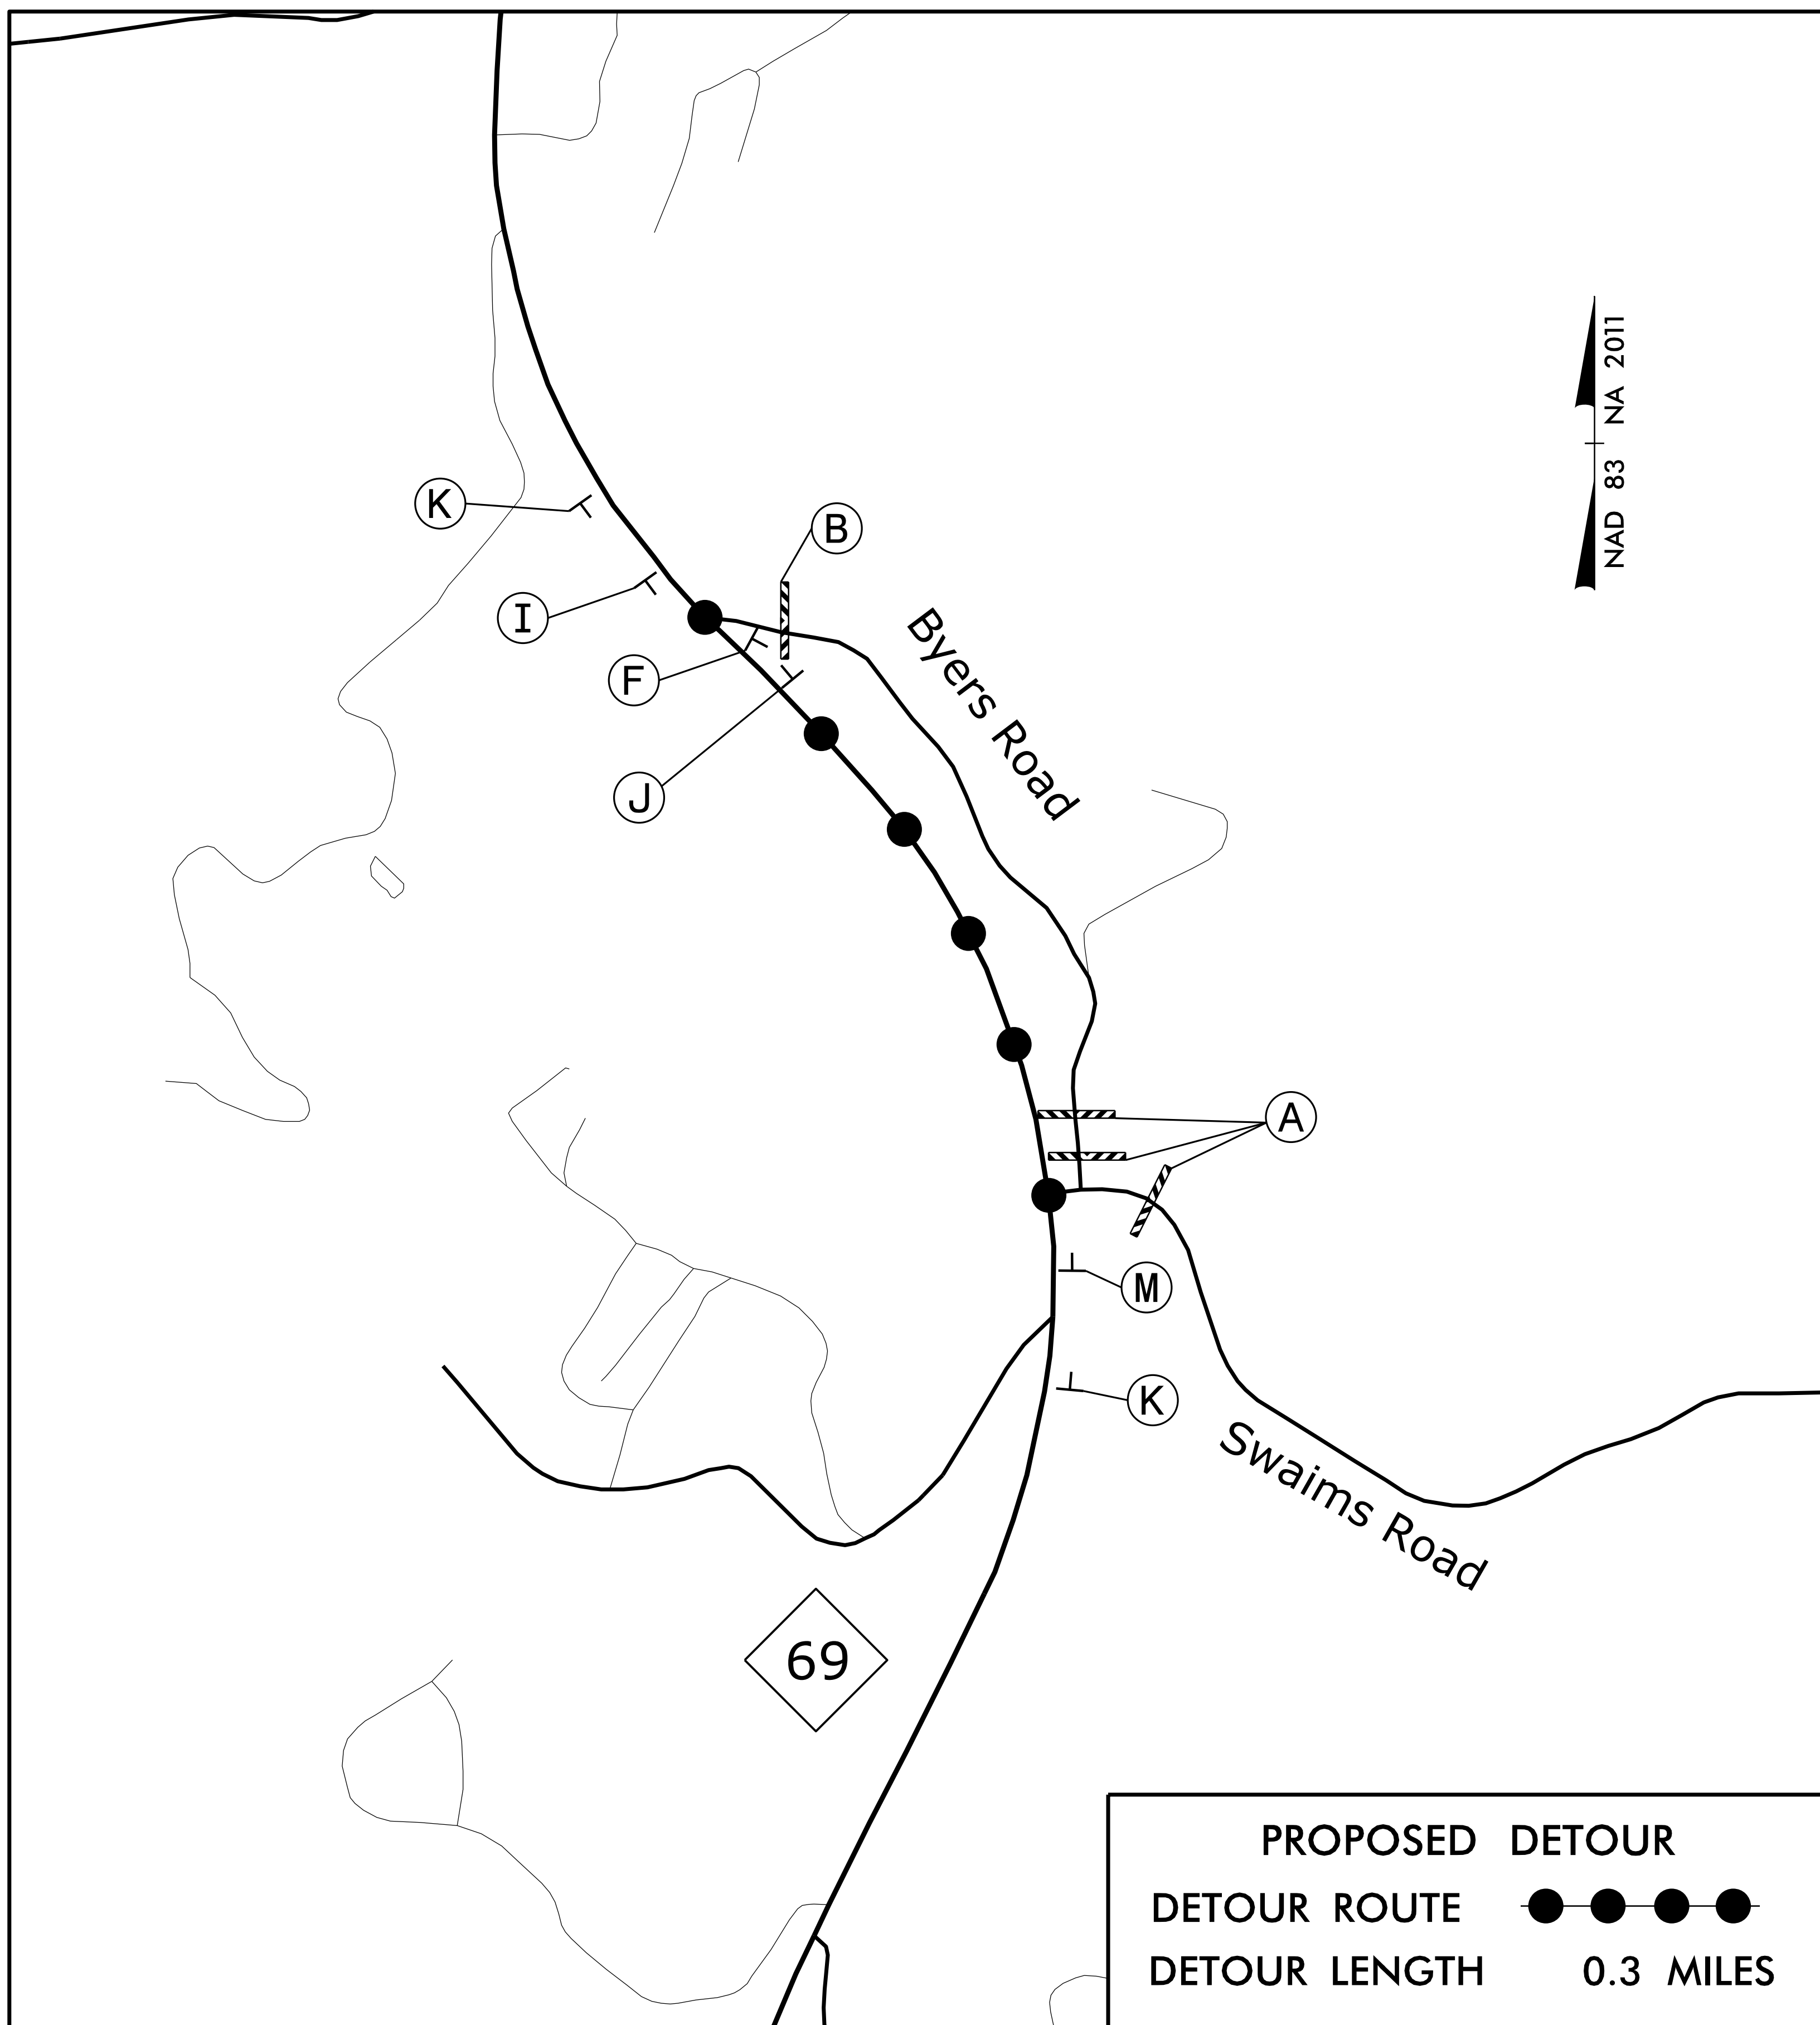 NAD 83 NA 2011
K
B
I
F
Byers Road
J
A
M
K
Swaims Road
69
PROPOSED DETOUR
DETOUR ROUTE
DETOUR LENGTH 0.3 MILES